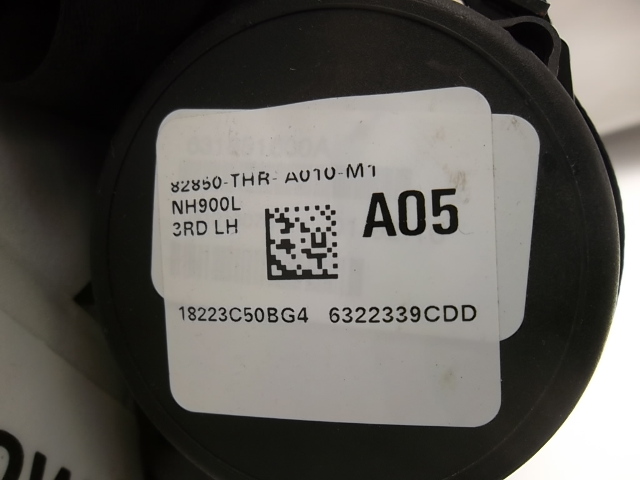 82850-THR-A010-M1
NH900L
3RD LH
A05
18223C50BG4 6322339CDD